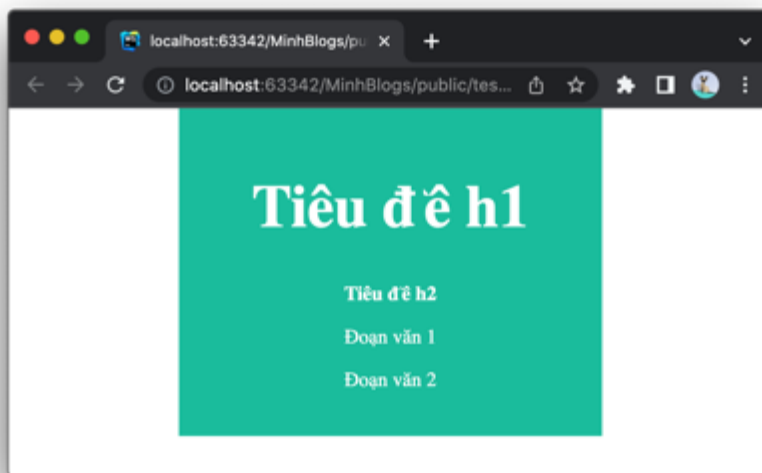 localhost:63342/MinhBlogs/pu
localhost:63342/MinhBlogs/public/tes...
Tiêu đề h1
Tiêu đề h2
Đoạn văn 1
Đoạn văn 2